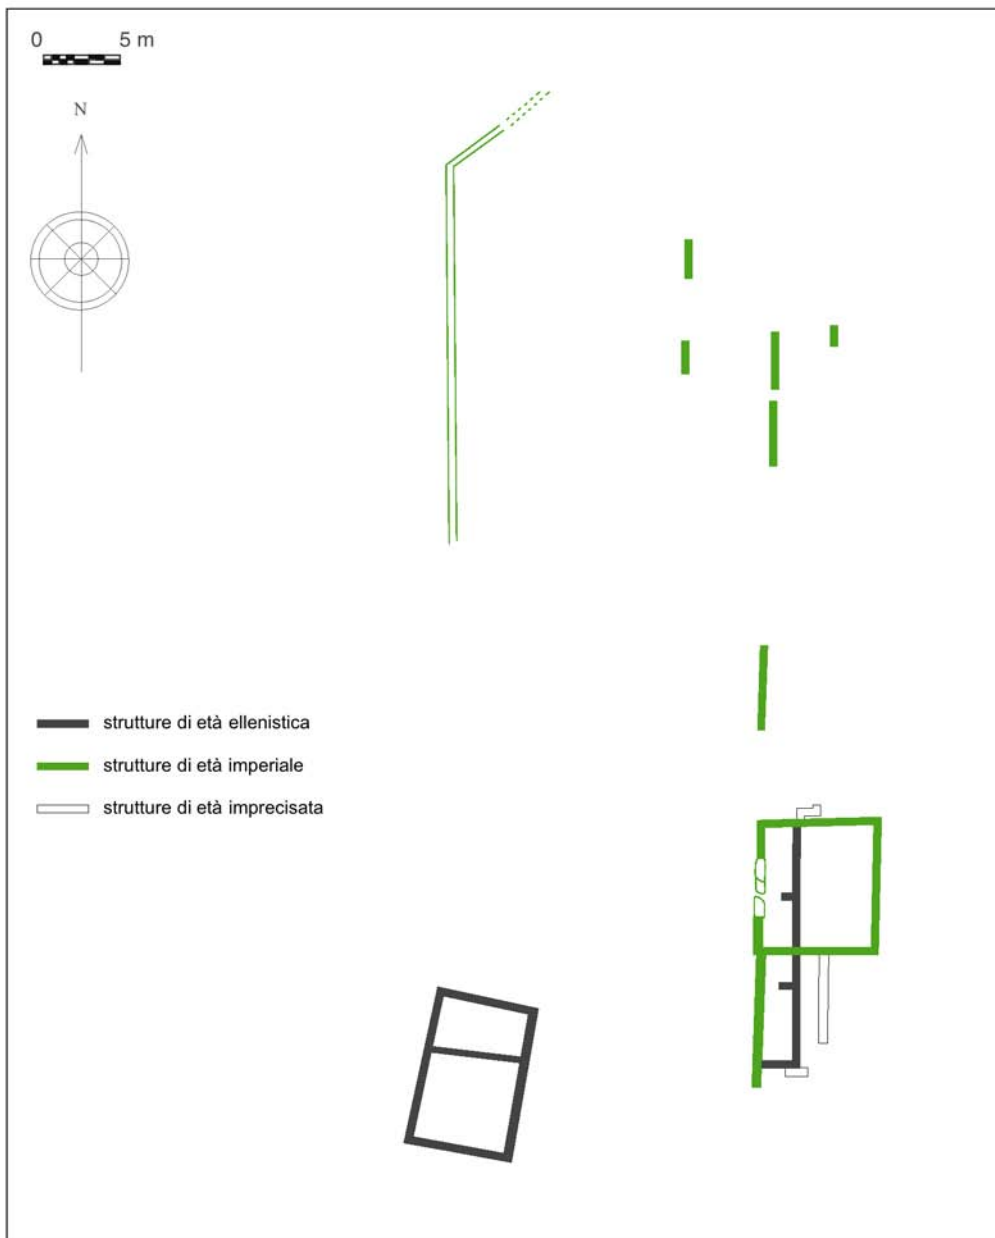 0 5 m
N
strutture di età ellenistica
strutture di età imperiale
strutture di età imprecisata